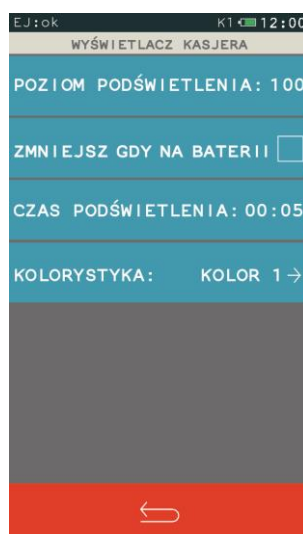 EJ:ok K1 12:00
WYŚWIETLACZ KASJERA
POZIOM PODŚWIETLENIA: 100
ZMNIEJSZ GDY NA BATERII
CZAS PODŚWIETLENIA: 00:05
KOLORYSTYKA: KOLOR 1→